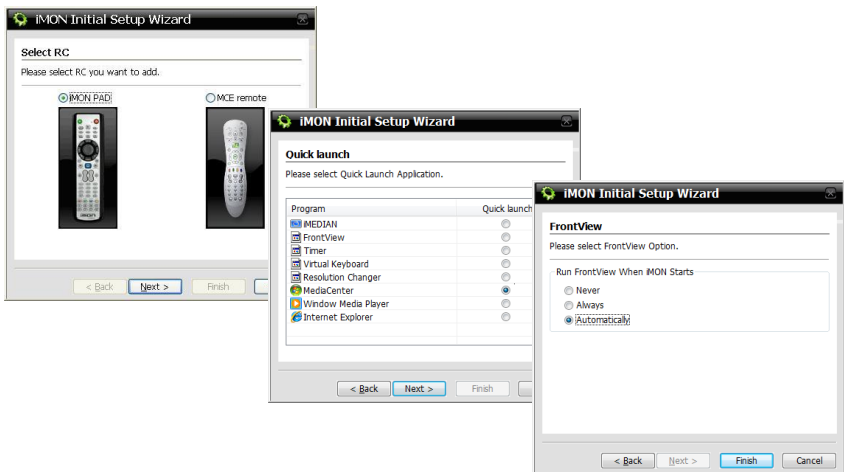 iMON Initial Setup Wizard
Select RC
Please select RC you want to add.
iMON PAD
MCE remote
< Back
Next >
Finish
iMON Initial Setup Wizard
Quick launch
Please select Quick Launch Application.
Program Quick launch
iMEDIAN
FrontView
Timer
Virtual Keyboard
Resolution Changer
MediaCenter
Window Media Player
Internet Explorer
< Back
Next >
Finish
iMON Initial Setup Wizard
FrontView
Please select FrontView Option.
Run FrontView When iMON Starts
Never
Always
Automatically
< Back
Next >
Finish
Cancel